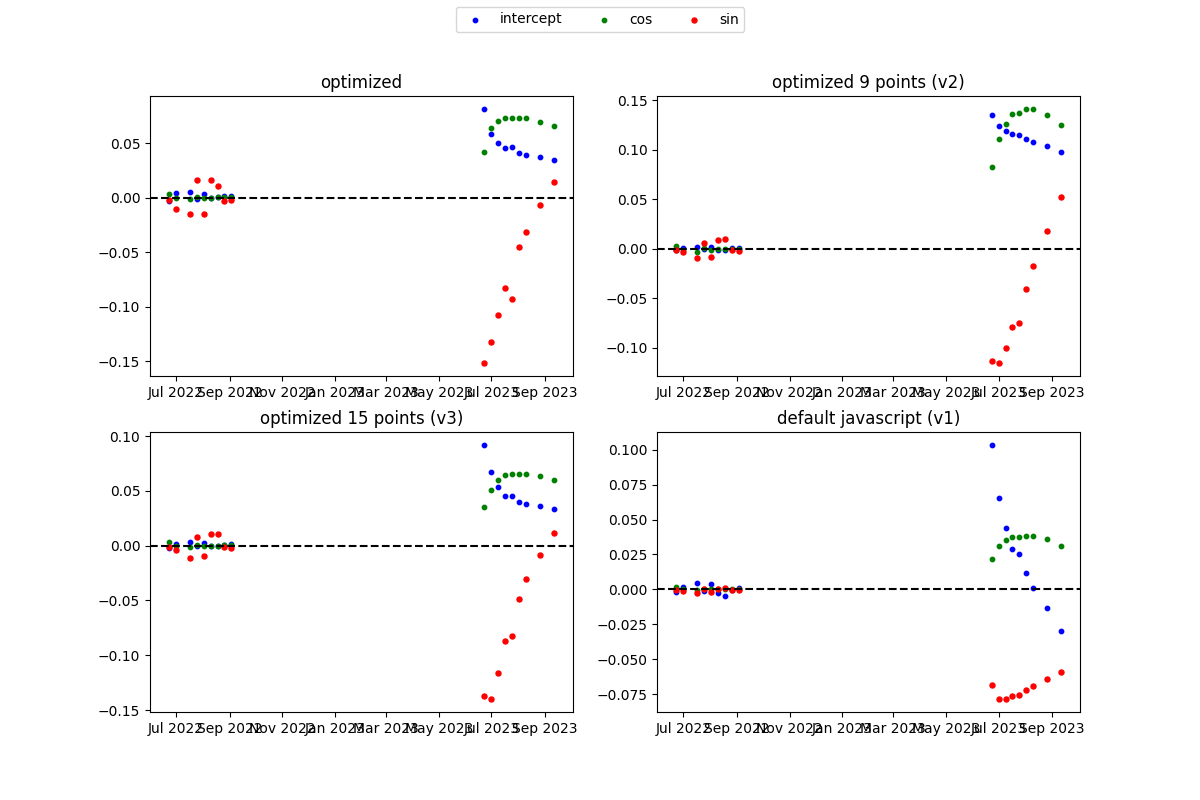 intercept cos sin
optimized
0.05
0.00
−0.05
−0.10
−0.15
Jul 2022 Sep 2022 Nov 2022 Jan 2023 Mar 2023 May 2023 Jul 2023 Sep 2023
optimized 9 points (v2)
0.15
0.10
0.05
0.00
−0.05
−0.10
Jul 2022 Sep 2022 Nov 2022 Jan 2023 Mar 2023 May 2023 Jul 2023 Sep 2023
optimized 15 points (v3)
0.10
0.05
0.00
−0.05
−0.10
−0.15
Jul 2022 Sep 2022 Nov 2022 Jan 2023 Mar 2023 May 2023 Jul 2023 Sep 2023
default javascript (v1)
0.100
0.075
0.050
0.025
0.000
−0.025
−0.050
−0.075
Jul 2022 Sep 2022 Nov 2022 Jan 2023 Mar 2023 May 2023 Jul 2023 Sep 2023